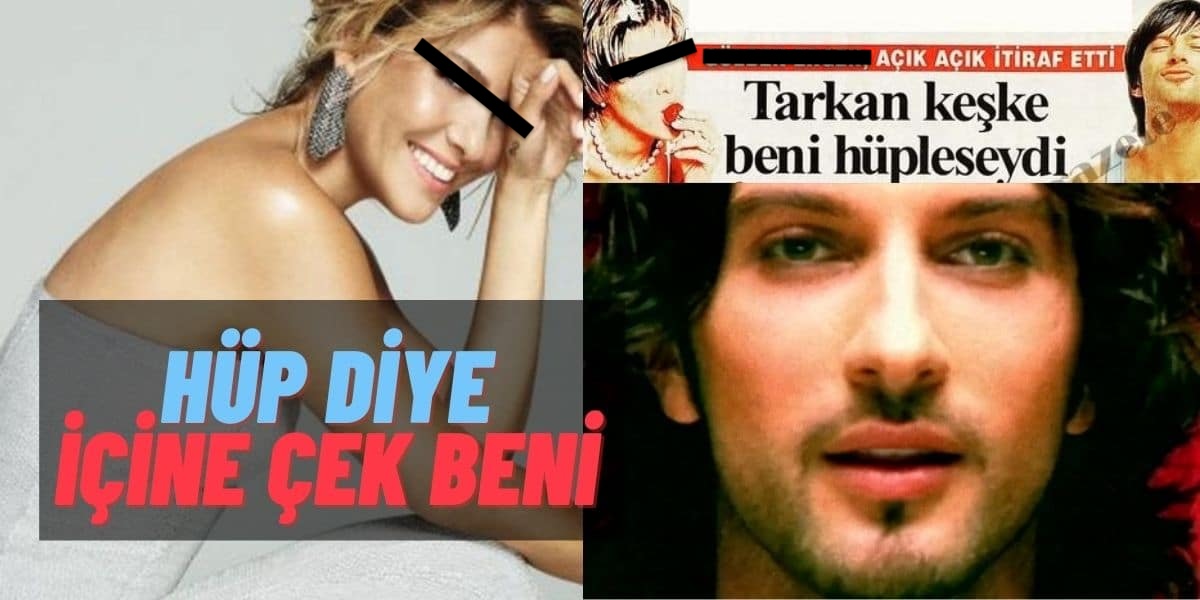 AÇIK AÇIK İTİRAF ETTİ
Tarkan keşke
beni hüpleseydi
HÜP DİYE
İÇİNE ÇEK BENİ